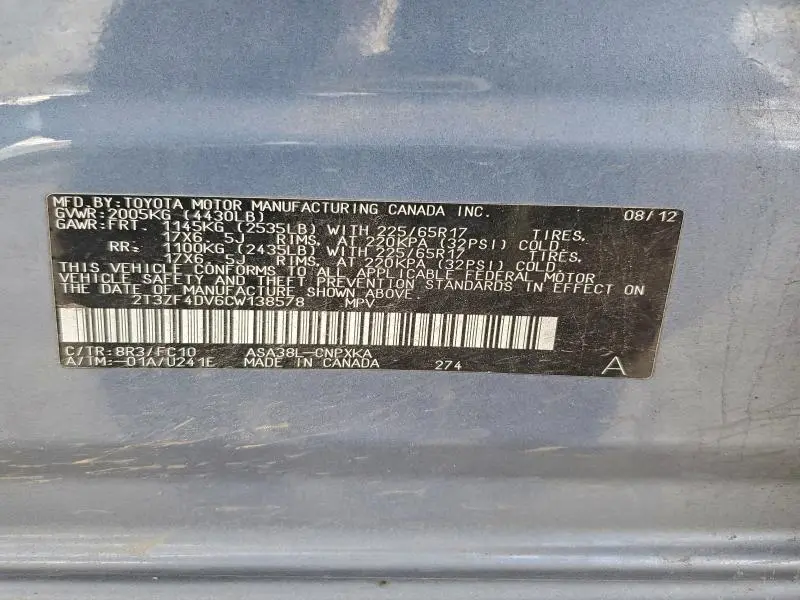 MFD.BY:TOYOTA MOTOR MANUFACTURING CANADA INC. 08/12
GVWR:2005KG (4430LB)
GAWR:FRT. 1145KG (2535LB) WITH 225/65R17 TIRES.
17X6 5J RIMS, AT 220KPA (32PSI) COLD.
RR: 1100KG (2435LB) WITH 225/65R17 TIRES.
17X6 5J RIMS, AT 220KPA (32PSI) COLD.
THIS VEHICLE CONFORMS TO ALL APPLICABLE FEDERAL MOTOR
VEHICLE SAFETY AND THEFT PREVENTION STANDARDS IN EFFECT ON
THE DATE OF MANUFACTURE SHOWN ABOVE.
2T3ZF4DV6CW138578 MPV
C/TR: 8R3/FC10 ASA38L-CNPXKA
A/TM: -01A/U241E MADE IN CANADA 274 A